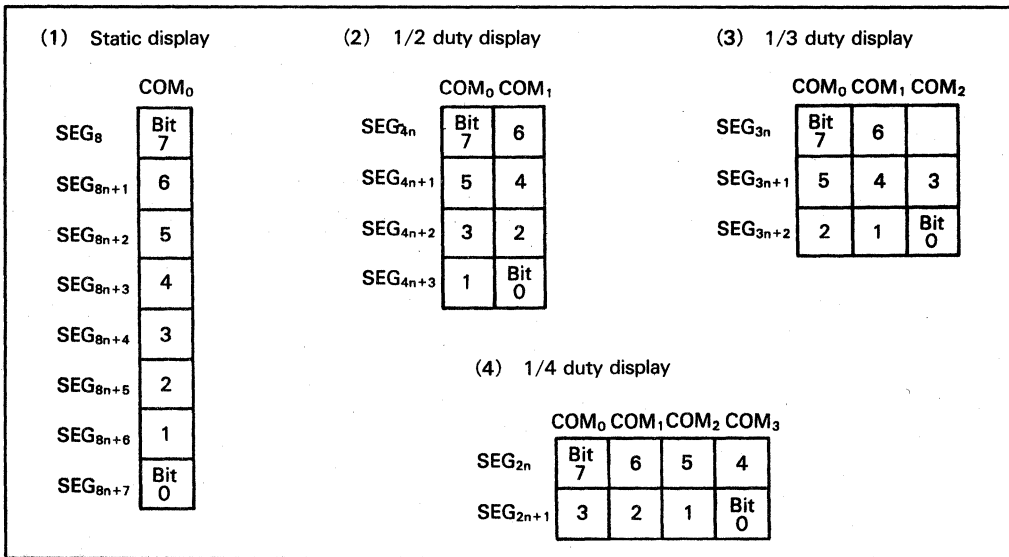 (1) Static display
COM₀
SEG₈ Bit 7
SEG₈ₙ₊₁ 6
SEG₈ₙ₊₂ 5
SEG₈ₙ₊₃ 4
SEG₈ₙ₊₄ 3
SEG₈ₙ₊₅ 2
SEG₈ₙ₊₆ 1
SEG₈ₙ₊₇ Bit 0
(2) 1/2 duty display
COM₀ COM₁
SEG₄ₙ Bit 7 6
SEG₄ₙ₊₁ 5 4
SEG₄ₙ₊₂ 3 2
SEG₄ₙ₊₃ 1 Bit 0
(3) 1/3 duty display
COM₀ COM₁ COM₂
SEG₃ₙ Bit 7 6
SEG₃ₙ₊₁ 5 4 3
SEG₃ₙ₊₂ 2 1 Bit 0
(4) 1/4 duty display
COM₀ COM₁ COM₂ COM₃
SEG₂ₙ Bit 7 6 5 4
SEG₂ₙ₊₁ 3 2 1 Bit 0